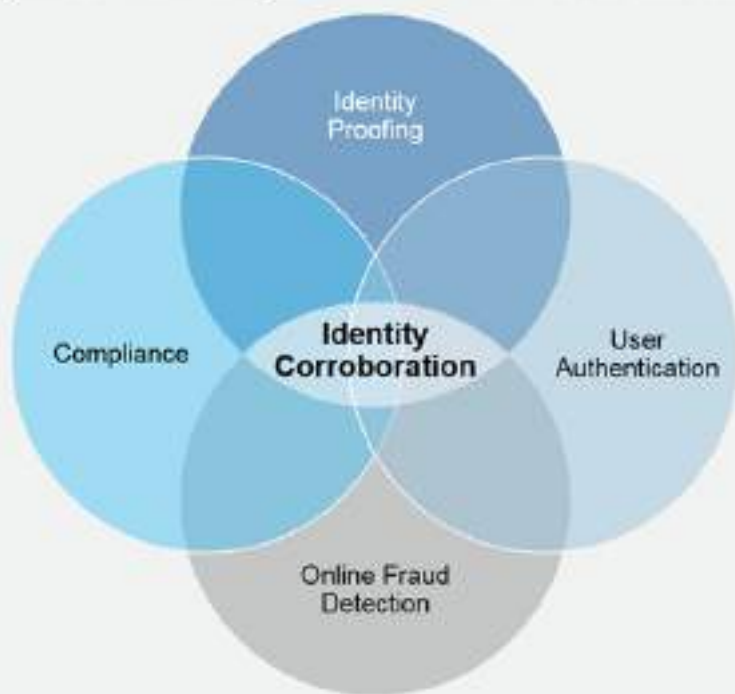 Identity
Proofing
Compliance
Identity
Corroboration
User
Authentication
Online Fraud
Detection